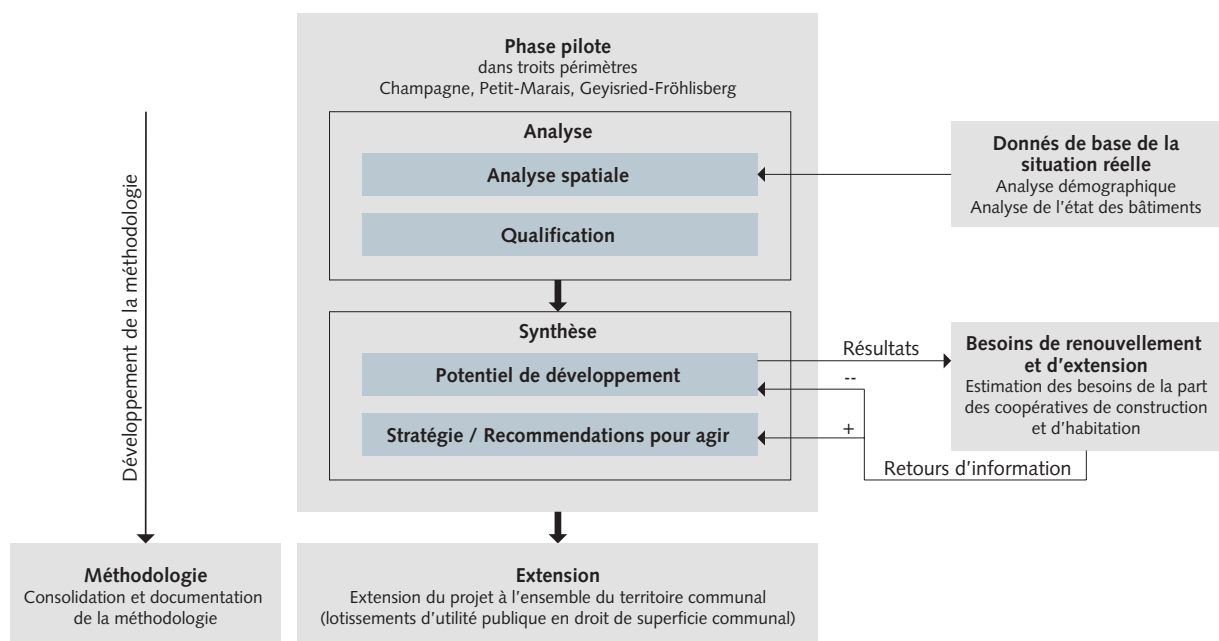 Phase pilote
dans troits périmètres
Champagne, Petit-Marais, Geyisried-Fröhlisberg
Analyse
Analyse spatiale
Qualification
Donnés de base de la
situation réelle
Analyse démographique
Analyse de l'état des bâtiments
Développement de la méthodologie
Synthèse
Potentiel de développement
Stratégie / Recommendations pour agir
Résultats
--
+
Retours d'information
Besoins de renouvellement
et d'extension
Estimation des besoins de la part
des coopératives de construction
et d'habitation
Méthodologie
Consolidation et documentation
de la méthodologie
Extension
Extension du projet à l'ensemble du territoire communal
(lotissements d'utilité publique en droit de superficie communal)